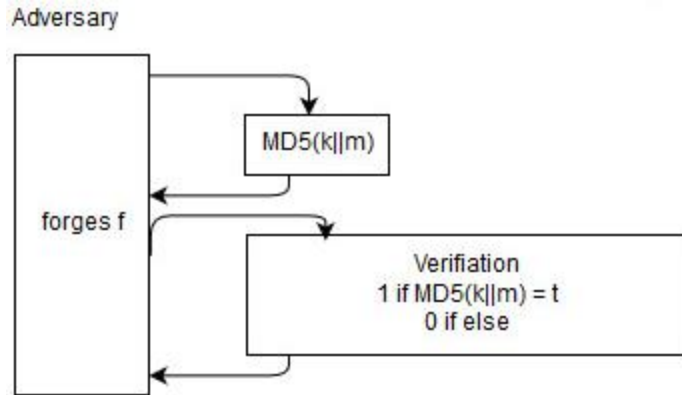 Adversary
MD5(k||m)
forges f
Verifiation
1 if MD5(k||m) = t
0 if else